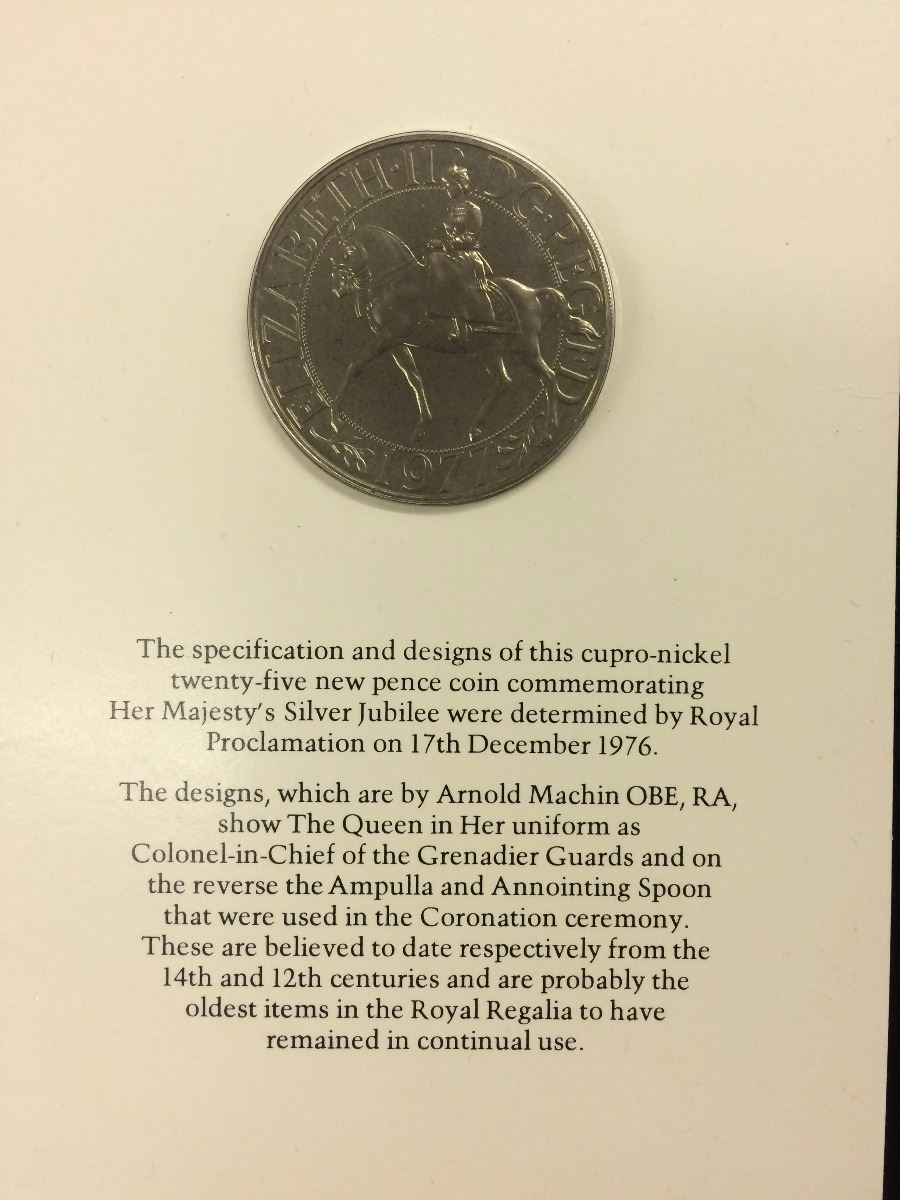 ELIZABETH·II D·G·REG·F·D
1977
The specification and designs of this cupro-nickel
twenty-five new pence coin commemorating
Her Majesty's Silver Jubilee were determined by Royal
Proclamation on 17th December 1976.
The designs, which are by Arnold Machin OBE, RA,
show The Queen in Her uniform as
Colonel-in-Chief of the Grenadier Guards and on
the reverse the Ampulla and Annointing Spoon
that were used in the Coronation ceremony.
These are believed to date respectively from the
14th and 12th centuries and are probably the
oldest items in the Royal Regalia to have
remained in continual use.